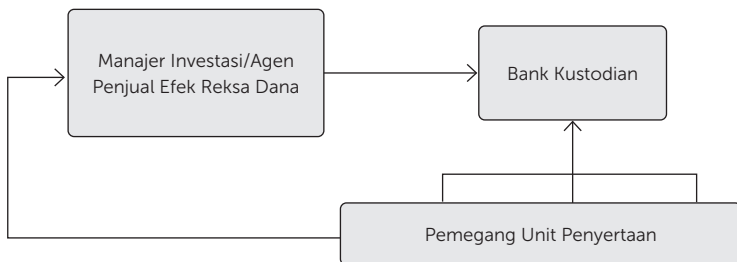 Manajer Investasi/Agen
Penjual Efek Reksa Dana
Bank Kustodian
Pemegang Unit Penyertaan